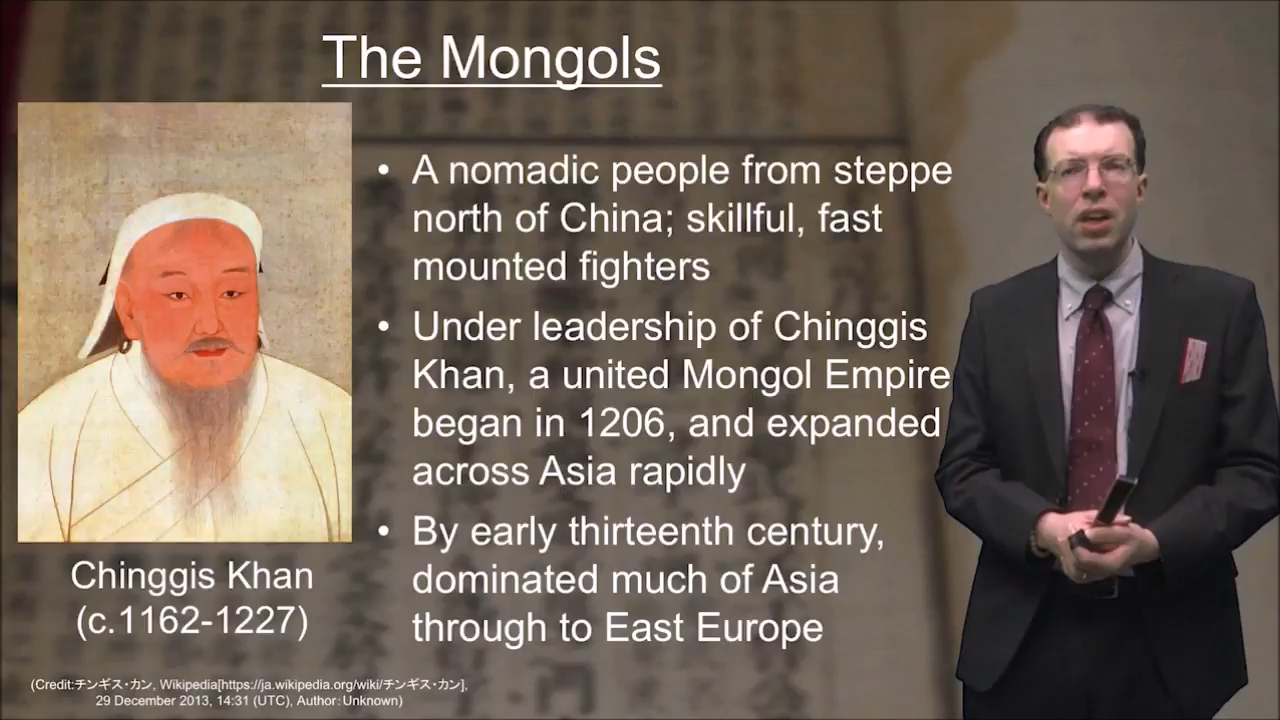 The Mongols
• A nomadic people from steppe
north of China; skillful, fast
mounted fighters
• Under leadership of Chinggis
Khan, a united Mongol Empire
began in 1206, and expanded
across Asia rapidly
• By early thirteenth century,
dominated much of Asia
through to East Europe
Chinggis Khan
(c.1162-1227)
(Credit:チンギス・カン, Wikipedia[https://ja.wikipedia.org/wiki/チンギス・カン],
29 December 2013, 14:31 (UTC), Author:Unknown)